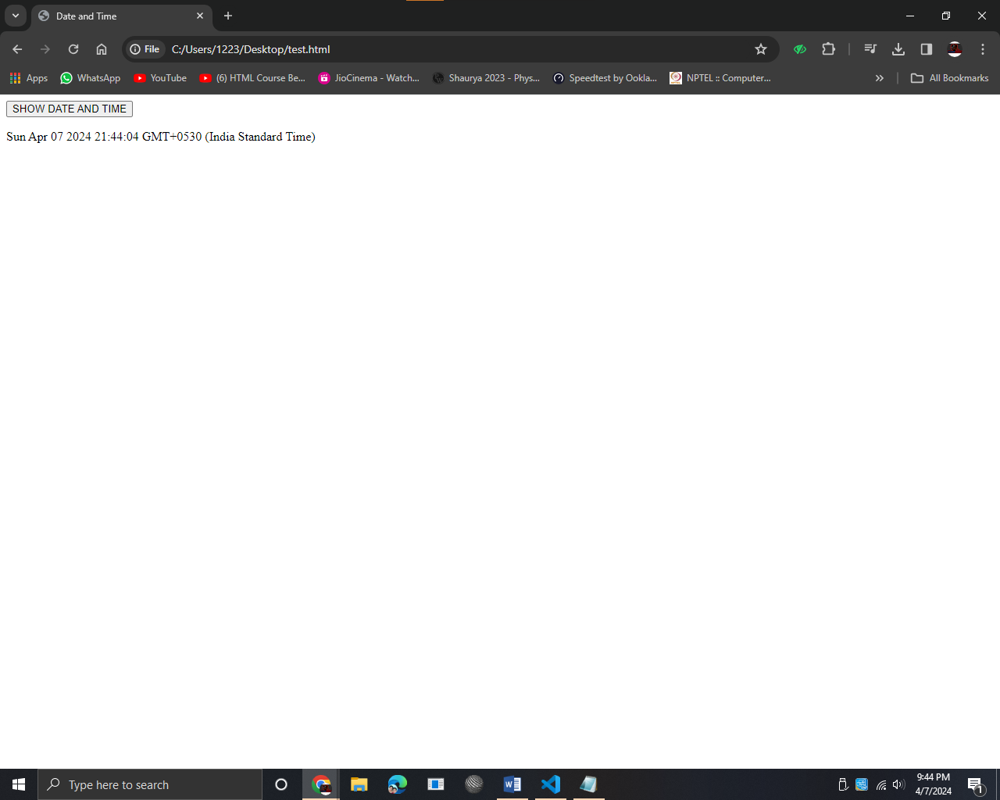 Date and Time
File C:/Users/1223/Desktop/test.html
Apps WhatsApp YouTube (6) HTML Course Be... JioCinema - Watch... Shaurya 2023 - Phys... Speedtest by Ookla... NPTEL :: Computer... All Bookmarks
SHOW DATE AND TIME
Sun Apr 07 2024 21:44:04 GMT+0530 (India Standard Time)
Type here to search
9:44 PM
4/7/2024
1